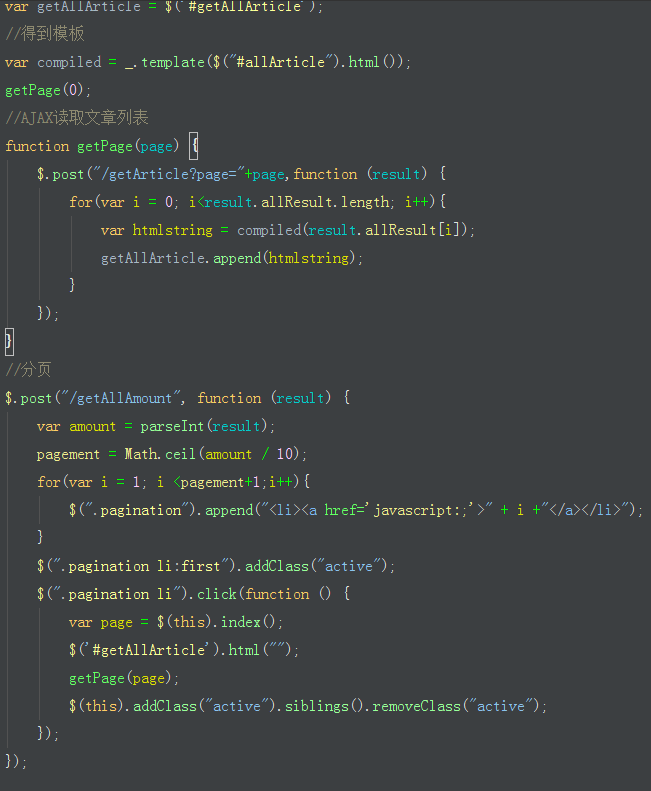 var getAllArticle = $('#getAllArticle');
//得到模板
var compiled = _.template($("#allArticle").html());
getPage(0);
//AJAX读取文章列表
function getPage(page) {
    $.post("/getArticle?page="+page,function (result) {
        for(var i = 0; i<result.allResult.length; i++){
            var htmlstring = compiled(result.allResult[i]);
            getAllArticle.append(htmlstring);
        }
    });
}
//分页
$.post("/getAllAmount", function (result) {
    var amount = parseInt(result);
    pagement = Math.ceil(amount / 10);
    for(var i = 1; i <pagement+1;i++){
        $(".pagination").append("<li><a href='javascript:;'>" + i +"</a></li>");
    }
    $(".pagination li:first").addClass("active");
    $(".pagination li").click(function () {
        var page = $(this).index();
        $('#getAllArticle').html("");
        getPage(page);
        $(this).addClass("active").siblings().removeClass("active");
    });
});